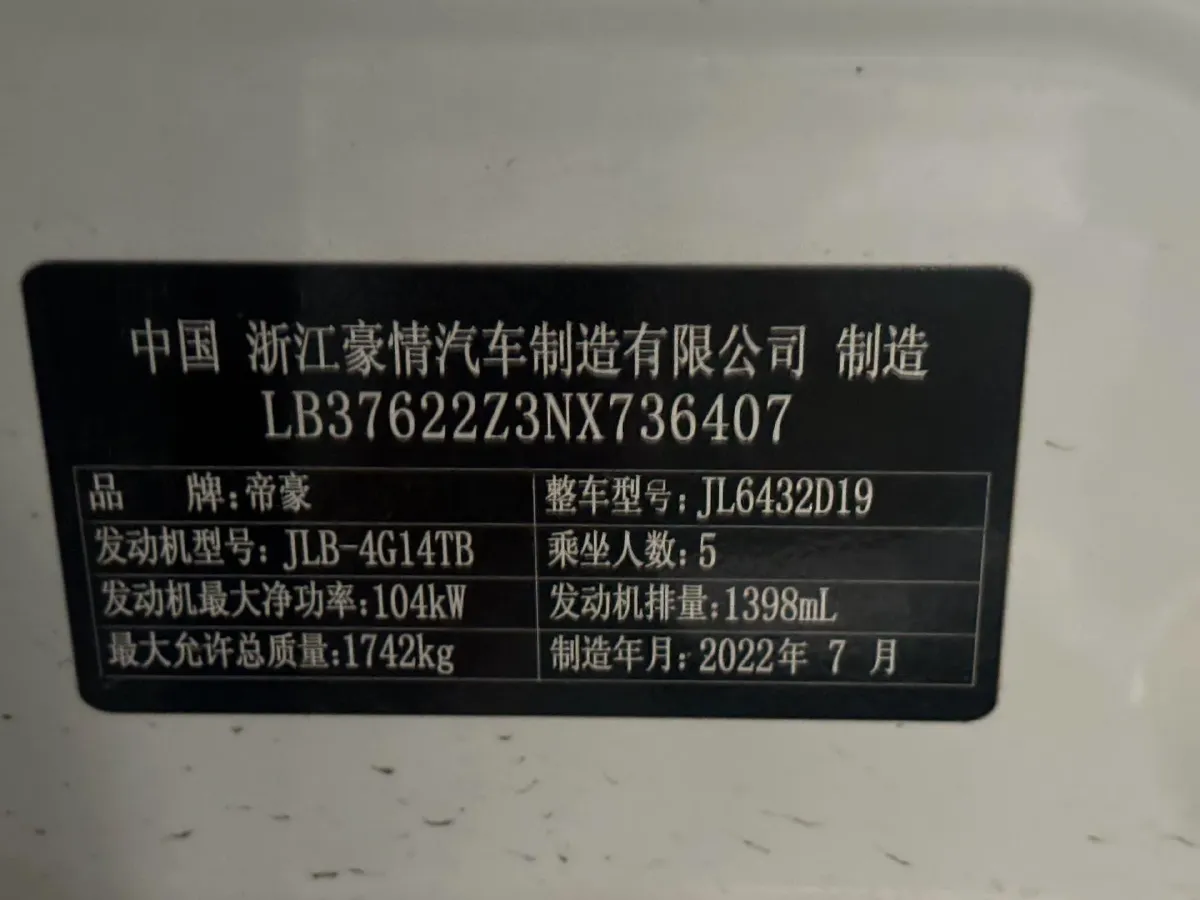 中国 浙江豪情汽车制造有限公司 制造
LB37622Z3NX736407
品 牌:帝豪 整车型号:JL6432D19
发动机型号:JLB-4G14TB 乘坐人数:5
发动机最大净功率:104kW 发动机排量:1398mL
最大允许总质量:1742kg 制造年月:2022年 7 月